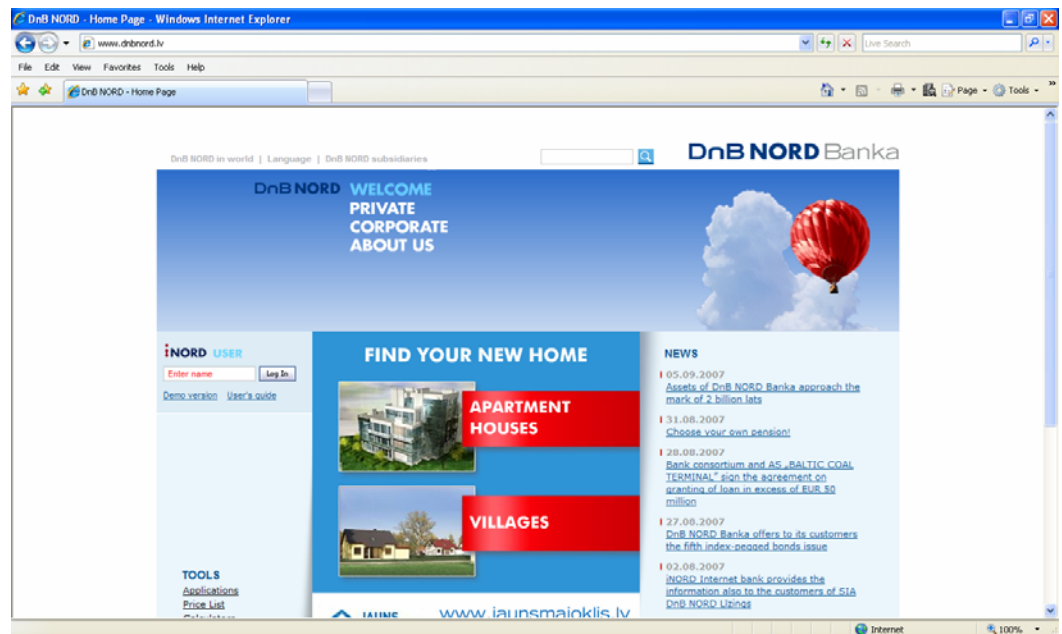 DnB NORD - Home Page - Windows Internet Explorer
www.dnbnord.lv
Live Search
File Edit View Favorites Tools Help
DnB NORD - Home Page
Page Tools
DnB NORD in world | Language | DnB NORD subsidiaries
DnB NORD Banka
DnB NORD WELCOME
PRIVATE
CORPORATE
ABOUT US
iNORD USER
Enter name
Log In
Demo version User's guide
TOOLS
Applications
Price List
Calculators
FIND YOUR NEW HOME
APARTMENT
HOUSES
VILLAGES
JAUNS
www.jaunsmajoklis.lv
NEWS
05.09.2007
Assets of DnB NORD Banka approach the
mark of 2 billion lats
31.08.2007
Choose your own pension!
28.08.2007
Bank consortium and AS „BALTIC COAL
TERMINAL" sign the agreement on
granting of loan in excess of EUR 50
million
27.08.2007
DnB NORD Banka offers to its customers
the fifth index-pegged bonds issue
02.08.2007
iNORD Internet bank provides the
information also to the customers of SIA
DnB NORD Līzings
Internet
100%